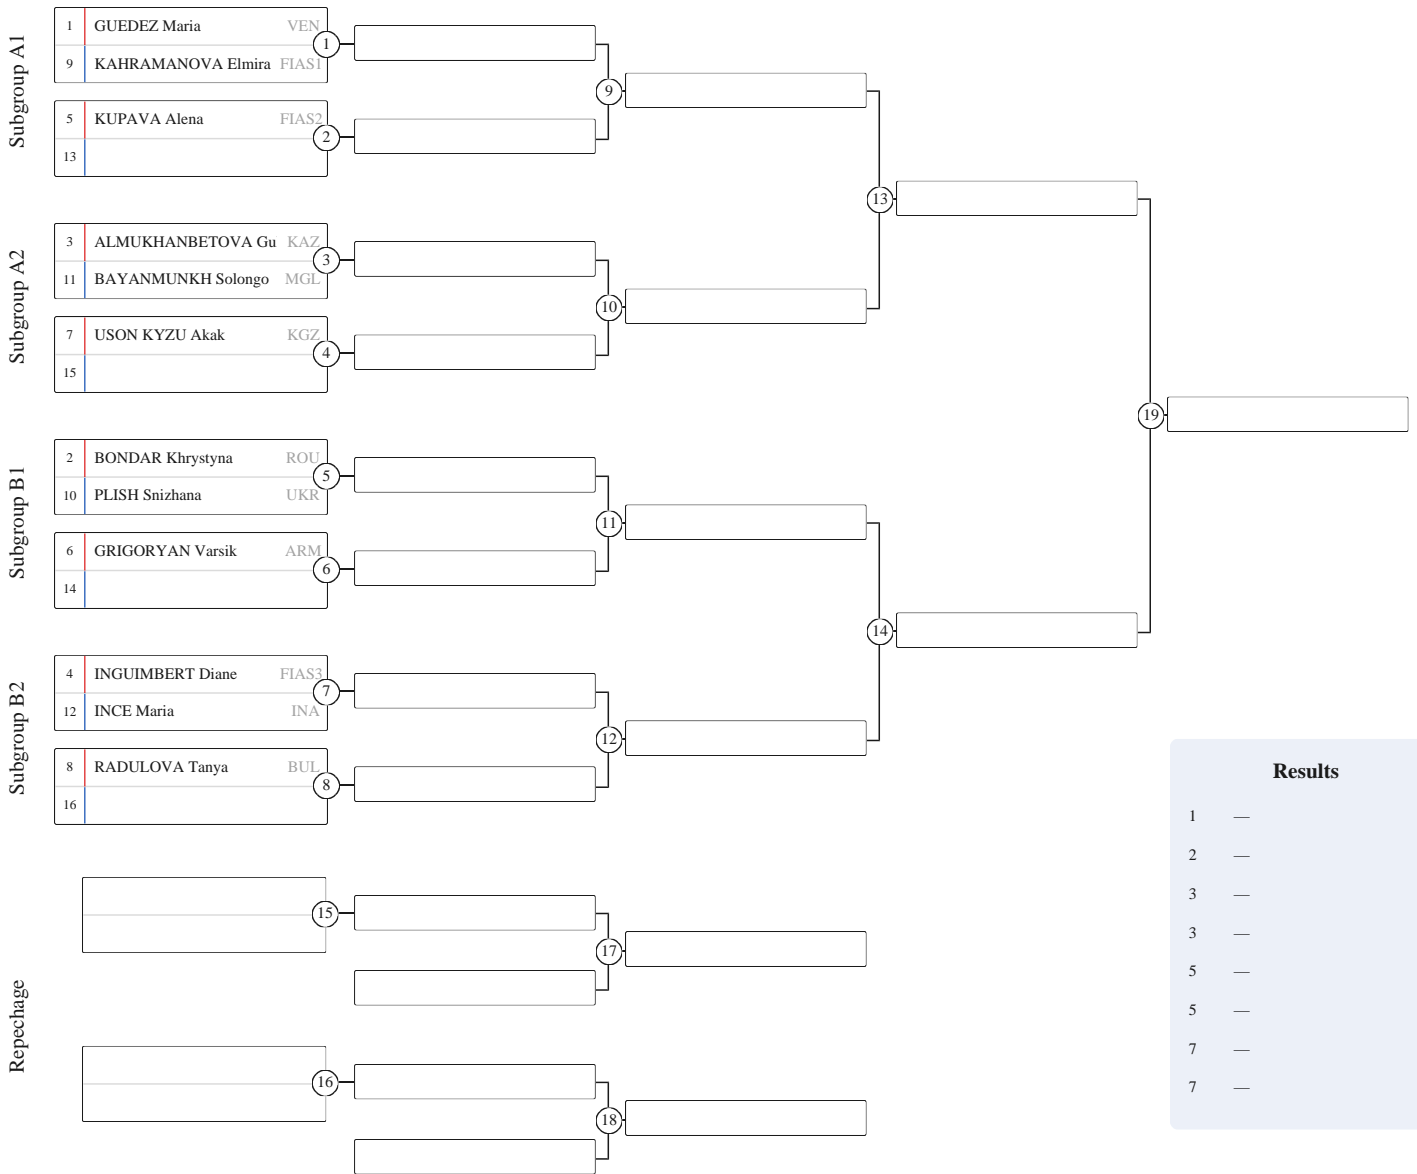 Subgroup A1
1 GUEDEZ Maria VEN
1
9 KAHRAMANOVA Elmira FIAS1
9
5 KUPAVA Alena FIAS2
2
13
13
Subgroup A2
3 ALMUKHANBETOVA Gu KAZ
3
11 BAYANMUNKH Solongo MGL
10
7 USON KYZU Akak KGZ
4
15
19
Subgroup B1
2 BONDAR Khrystyna ROU
5
10 PLISH Snizhana UKR
11
6 GRIGORYAN Varsik ARM
6
14
14
Subgroup B2
4 INGUIMBERT Diane FIAS3
7
12 INCE Maria INA
12
8 RADULOVA Tanya BUL
8
16
Repechage
15
17
16
18
Results
1 —
2 —
3 —
3 —
5 —
5 —
7 —
7 —